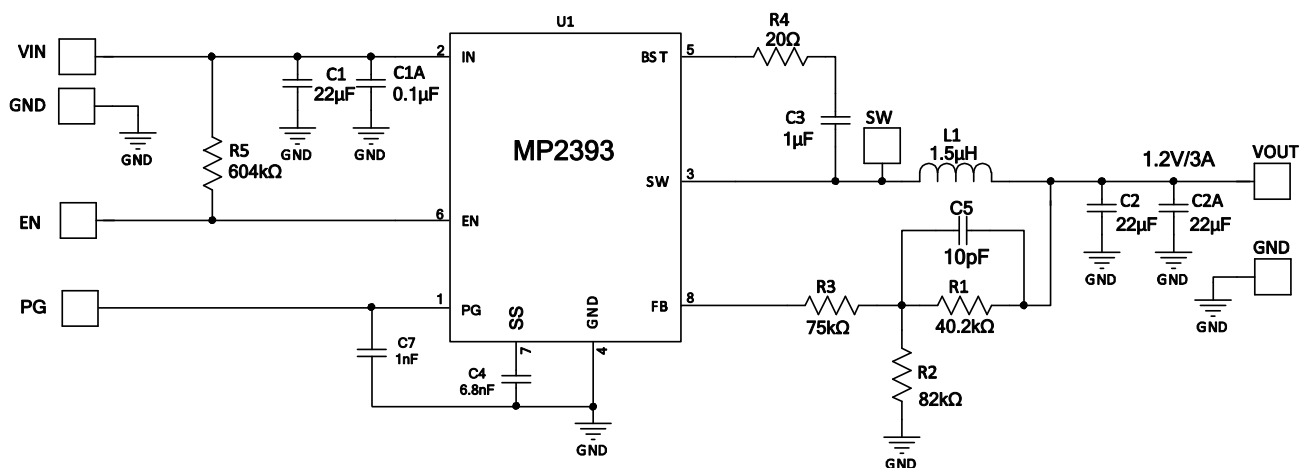 U1
VIN
2
IN
C1
22µF
C1A
0.1µF
GND
GND
GND
GND
R5
604kΩ
EN
6
EN
PG
1
PG
C7
1nF
SS
7
C4
6.8nF
GND
4
GND
MP2393
BST
5
R4
20Ω
C3
1µF
SW
SW
3
L1
1.5µH
1.2V/3A
VOUT
C2
22µF
C2A
22µF
GND
GND
GND
GND
C5
10pF
FB
8
R3
75kΩ
R1
40.2kΩ
R2
82kΩ
GND